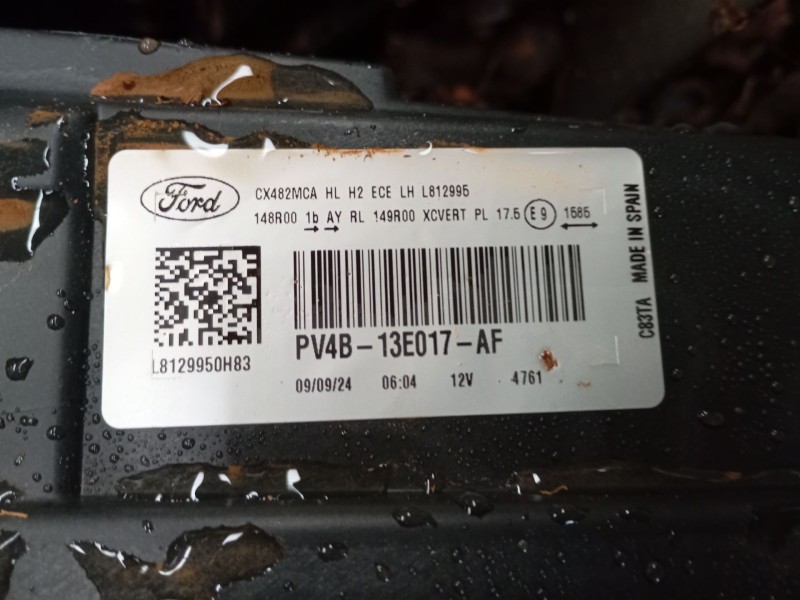 Ford
CX482MCA HL H2 ECE LH L812995
148R00 1b AY RL 149R00 XCVERT PL 17.5 E9 1685
L8129950H83
PV4B-13E017-AF
09/09/24 06:04 12V 4761
C83TA MADE IN SPAIN